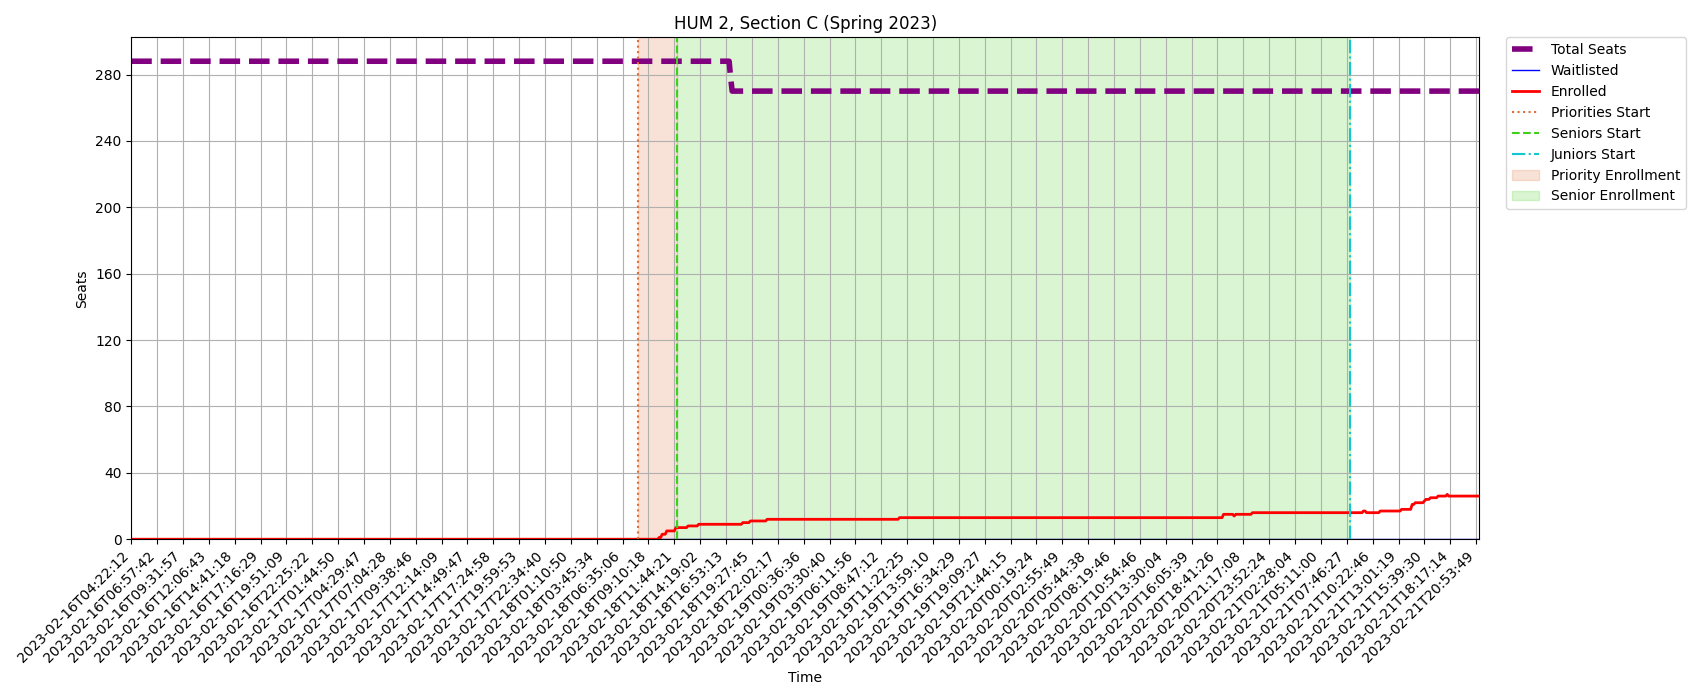 HUM 2, Section C (Spring 2023)
Total Seats
Waitlisted
Enrolled
Priorities Start
Seniors Start
Juniors Start
Priority Enrollment
Senior Enrollment
Seats
280
240
200
160
120
80
40
0
2023-02-16T04:22:12
2023-02-16T06:57:42
2023-02-16T09:31:57
2023-02-16T12:06:43
2023-02-16T14:41:18
2023-02-16T17:16:29
2023-02-16T19:51:09
2023-02-16T22:25:22
2023-02-17T01:44:50
2023-02-17T04:29:47
2023-02-17T07:04:28
2023-02-17T09:38:46
2023-02-17T12:14:09
2023-02-17T14:49:47
2023-02-17T17:24:58
2023-02-17T19:59:53
2023-02-17T22:34:40
2023-02-18T01:10:50
2023-02-18T03:45:34
2023-02-18T06:35:06
2023-02-18T09:10:18
2023-02-18T11:44:21
2023-02-18T14:19:02
2023-02-18T16:53:13
2023-02-18T19:27:45
2023-02-18T22:02:17
2023-02-19T00:36:36
2023-02-19T03:30:40
2023-02-19T06:11:56
2023-02-19T08:47:12
2023-02-19T11:22:25
2023-02-19T13:59:10
2023-02-19T16:34:29
2023-02-19T19:09:27
2023-02-19T21:44:15
2023-02-20T00:19:24
2023-02-20T02:55:49
2023-02-20T05:44:38
2023-02-20T08:19:46
2023-02-20T10:54:46
2023-02-20T13:30:04
2023-02-20T16:05:39
2023-02-20T18:41:26
2023-02-20T21:17:08
2023-02-20T23:52:24
2023-02-21T02:28:04
2023-02-21T05:11:00
2023-02-21T07:46:27
2023-02-21T10:22:46
2023-02-21T13:01:19
2023-02-21T15:39:30
2023-02-21T18:17:14
2023-02-21T20:53:49
Time